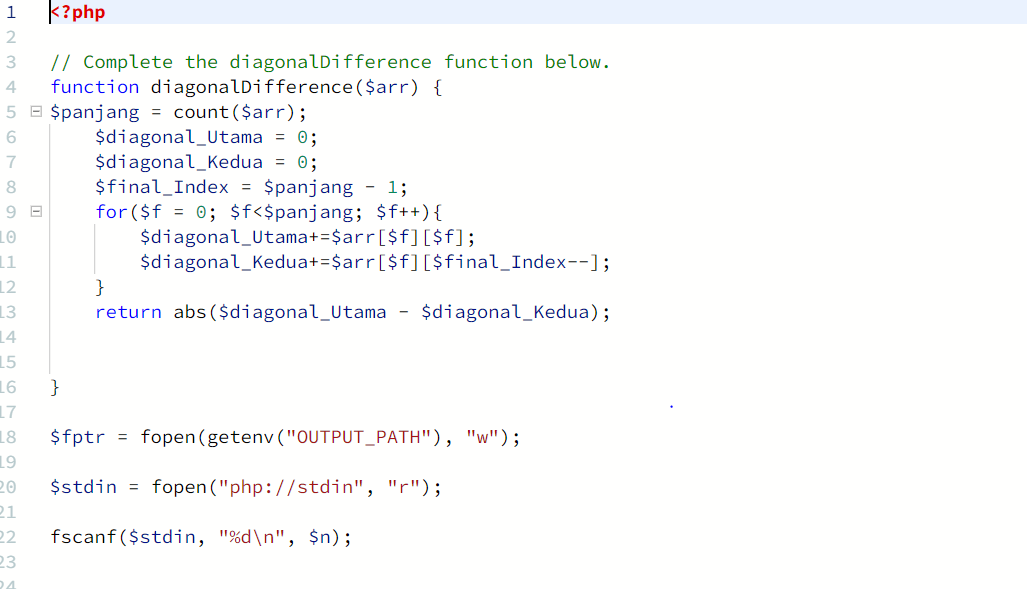 1 <?php
2
3 // Complete the diagonalDifference function below.
4 function diagonalDifference($arr) {
5 $panjang = count($arr);
6 $diagonal_Utama = 0;
7 $diagonal_Kedua = 0;
8 $final_Index = $panjang - 1;
9 for($f = 0; $f<$panjang; $f++){
10 $diagonal_Utama+=$arr[$f][$f];
11 $diagonal_Kedua+=$arr[$f][$final_Index--];
12 }
13 return abs($diagonal_Utama - $diagonal_Kedua);
14
15
16 }
17
18 $fptr = fopen(getenv("OUTPUT_PATH"), "w");
19
20 $stdin = fopen("php://stdin", "r");
21
22 fscanf($stdin, "%d\n", $n);
23
24